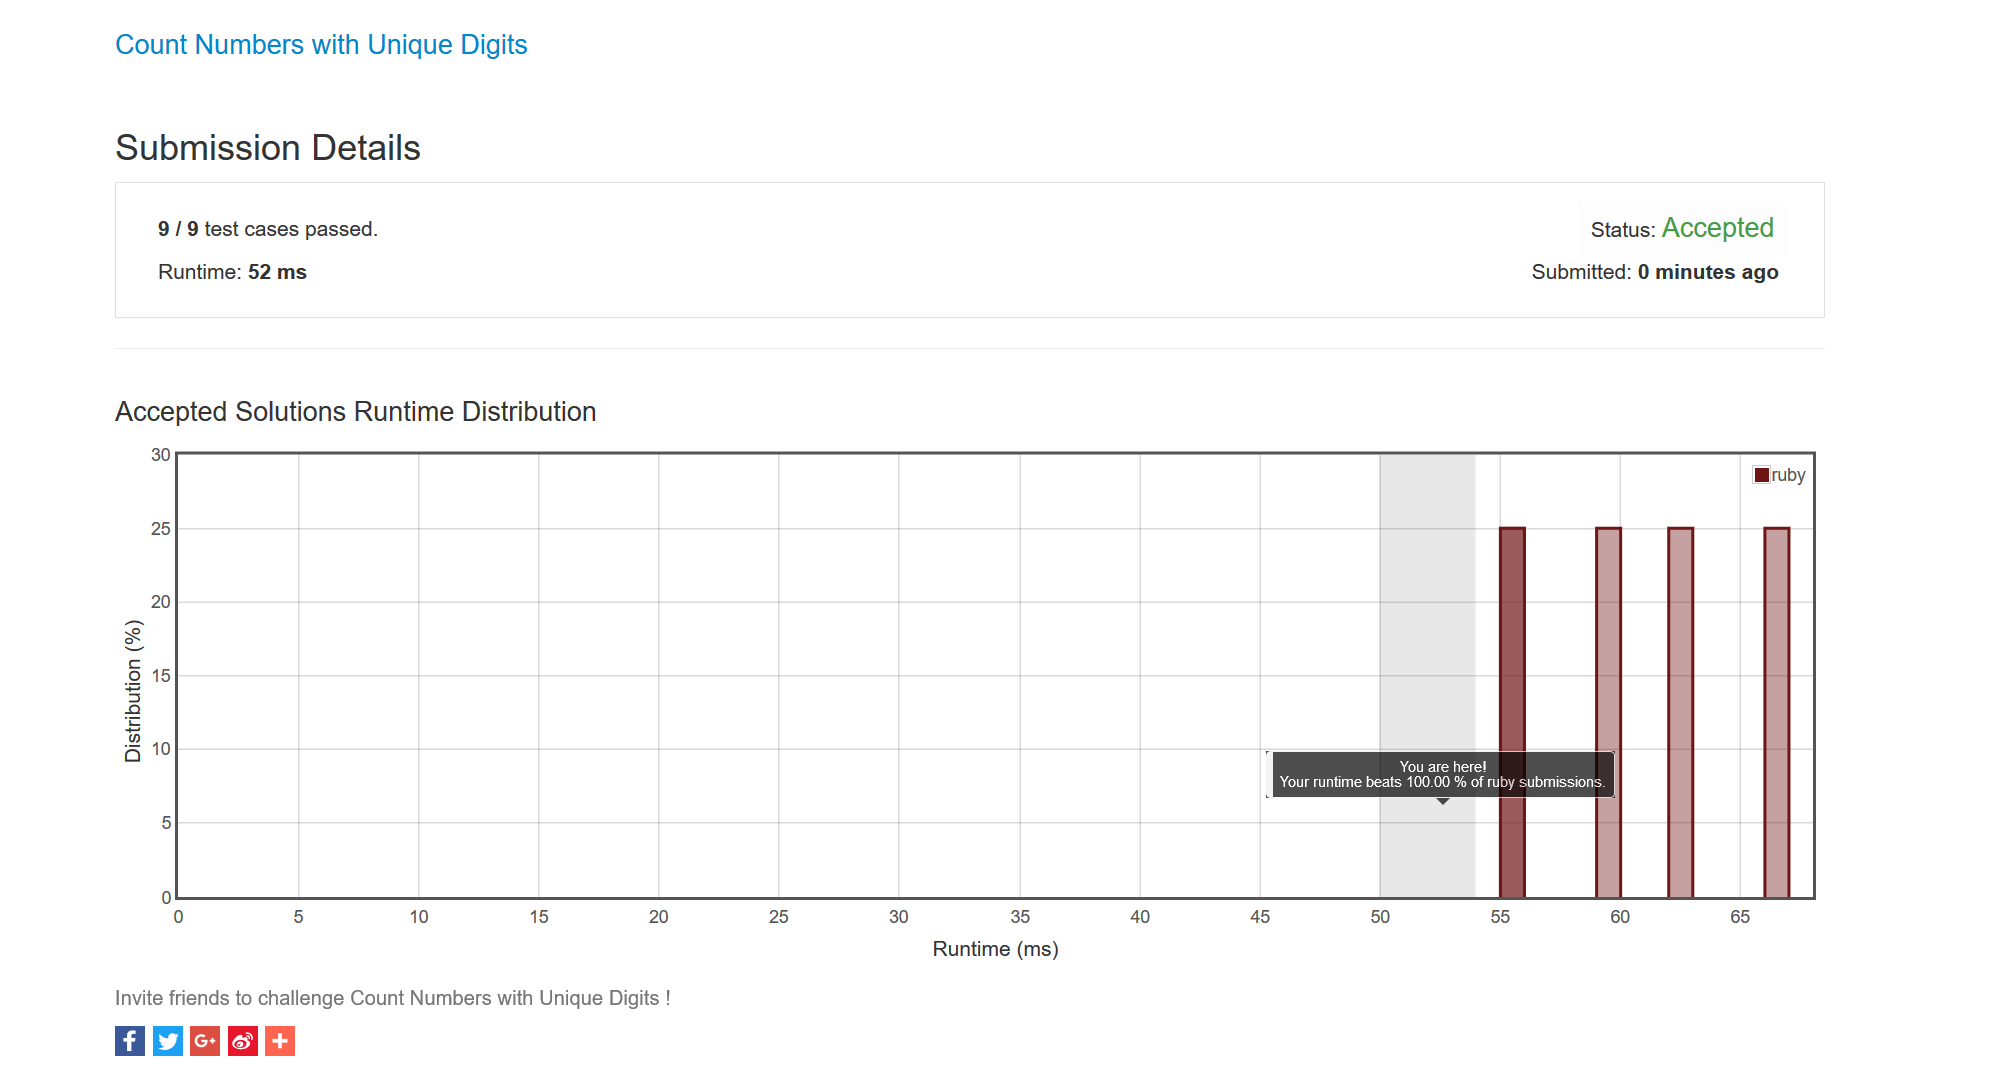 Count Numbers with Unique Digits
Submission Details
9 / 9 test cases passed.
Status: Accepted
Runtime: 52 ms
Submitted: 0 minutes ago
Accepted Solutions Runtime Distribution
30
25
20
15
10
5
0
Distribution (%)
ruby
You are here!
Your runtime beats 100.00 % of ruby submissions.
0 5 10 15 20 25 30 35 40 45 50 55 60 65
Runtime (ms)
Invite friends to challenge Count Numbers with Unique Digits !
f G+ +